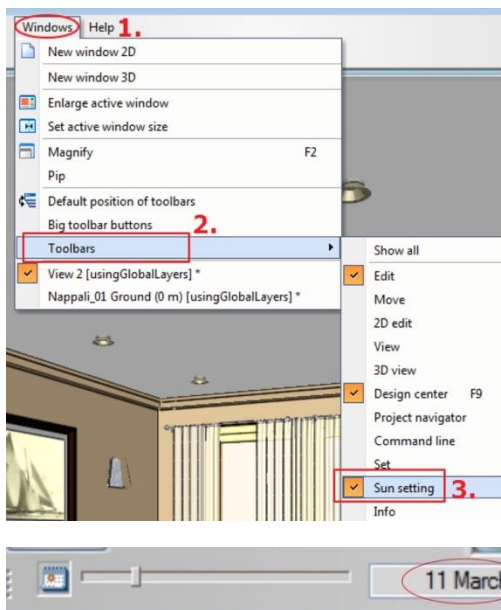 Windows Help 1.
New window 2D
New window 3D
Enlarge active window
Set active window size
Magnify F2
Pip
Default position of toolbars
Big toolbar buttons 2.
Toolbars
View 2 [usingGlobalLayers] *
Nappali_01 Ground (0 m) [usingGlobalLayers] *
Show all
Edit
Move
2D edit
View
3D view
Design center F9
Project navigator
Command line
Set
Sun setting 3.
Info
11 March